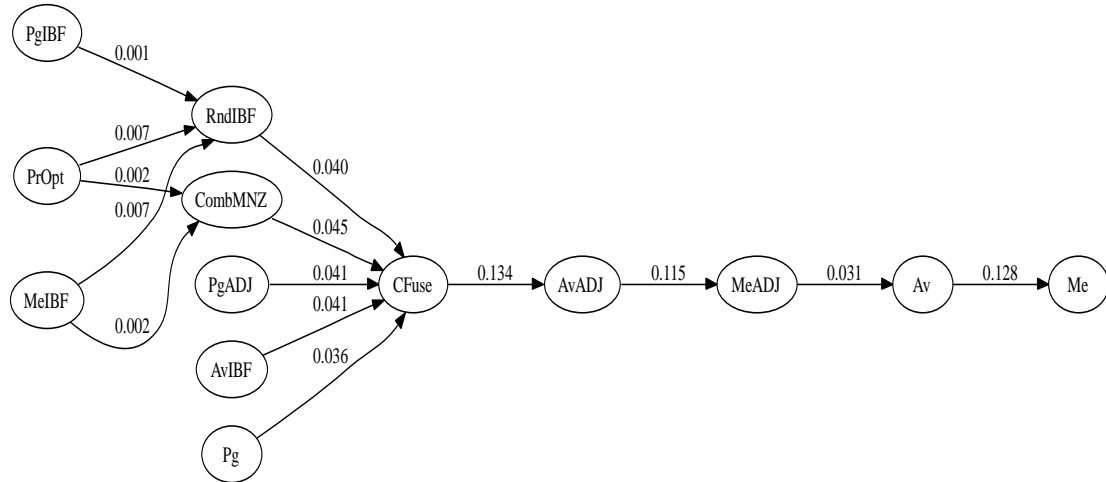 PgIBF
0.001
RndIBF
0.007
PrOpt
0.002
0.040
CombMNZ
0.007
0.045
PgADJ
0.041
CFuse
0.134
AvADJ
0.115
MeADJ
0.031
Av
0.128
Me
MeIBF
0.002
0.041
AvIBF
0.036
Pg